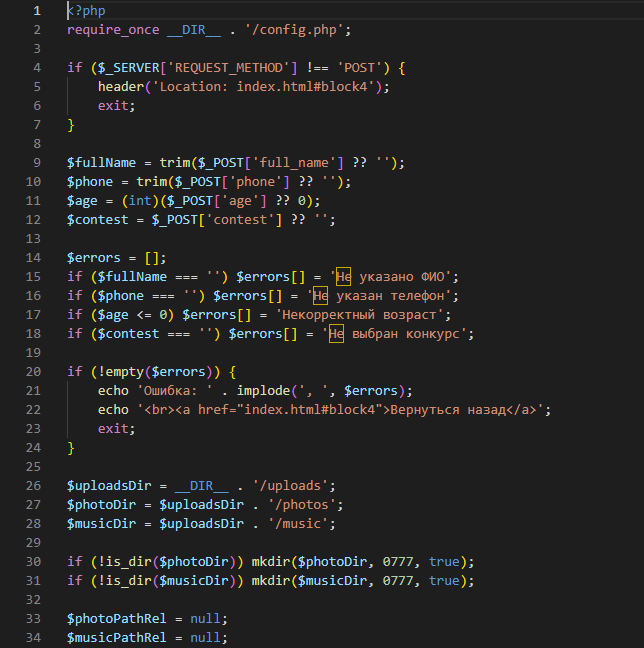 1 <?php
2 require_once __DIR__ . '/config.php';
3
4 if ($_SERVER['REQUEST_METHOD'] !== 'POST') {
5     header('Location: index.html#block4');
6     exit;
7 }
8
9 $fullName = trim($_POST['full_name'] ?? '');
10 $phone = trim($_POST['phone'] ?? '');
11 $age = (int)($_POST['age'] ?? 0);
12 $contest = $_POST['contest'] ?? '';
13
14 $errors = [];
15 if ($fullName === '') $errors[] = 'Не указано ФИО';
16 if ($phone === '') $errors[] = 'Не указан телефон';
17 if ($age <= 0) $errors[] = 'Некорректный возраст';
18 if ($contest === '') $errors[] = 'Не выбран конкурс';
19
20 if (!empty($errors)) {
21     echo 'Ошибка: ' . implode(', ', $errors);
22     echo '<br><a href="index.html#block4">Вернуться назад</a>';
23     exit;
24 }
25
26 $uploadsDir = __DIR__ . '/uploads';
27 $photoDir = $uploadsDir . '/photos';
28 $musicDir = $uploadsDir . '/music';
29
30 if (!is_dir($photoDir)) mkdir($photoDir, 0777, true);
31 if (!is_dir($musicDir)) mkdir($musicDir, 0777, true);
32
33 $photoPathRel = null;
34 $musicPathRel = null;